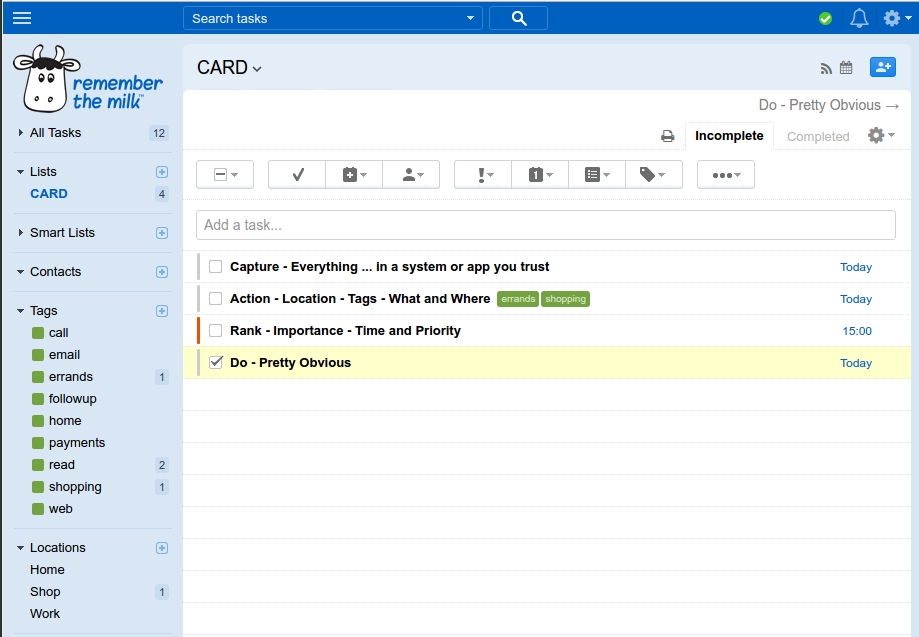 Search tasks
remember
the milk™
All Tasks 12
Lists
CARD 4
Smart Lists
Contacts
Tags
call
email
errands 1
followup
home
payments
read 2
shopping 1
web
Locations
Home
Shop 1
Work
CARD
Do - Pretty Obvious →
Incomplete Completed
1
Add a task...
Capture - Everything ... in a system or app you trust Today
Action - Location - Tags - What and Where errands shopping Today
Rank - Importance - Time and Priority 15:00
Do - Pretty Obvious Today